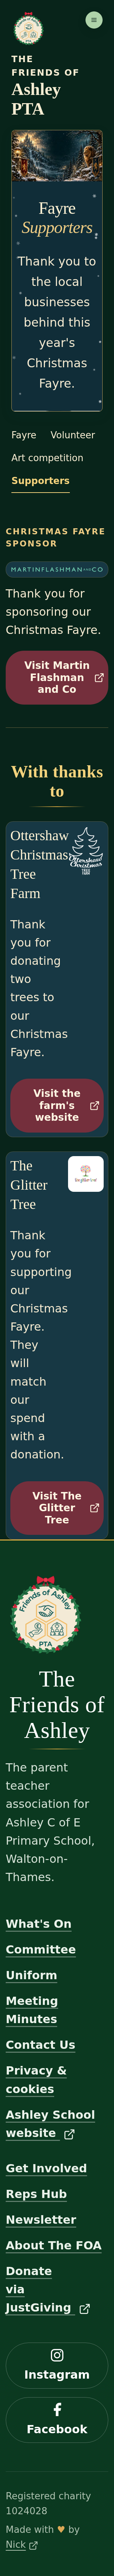 THE
FRIENDS OF
Ashley
PTA
Fayre
Supporters
Thank you to
the local
businesses
behind this
year's
Christmas
Fayre.
Fayre Volunteer
Art competition
Supporters
CHRISTMAS FAYRE
SPONSOR
MARTINFLASHMAN AND CO
Thank you for
sponsoring our
Christmas Fayre.
Visit Martin
Flashman
and Co
With thanks
to
Ottershaw
Christmas
Tree
Farm
Ottershaw
Christmas
TREE
FARM
Thank
you for
donating
two
trees to
our
Christmas
Fayre.
Visit the
farm's
website
The
Glitter
Tree
the glitter tree
Thank
you for
supporting
our
Christmas
Fayre.
They
will
match
our
spend
with a
donation.
Visit The
Glitter
Tree
Friends of Ashley
PTA
The
Friends of
Ashley
The parent
teacher
association for
Ashley C of E
Primary School,
Walton-on-
Thames.
What's On
Committee
Uniform
Meeting
Minutes
Contact Us
Privacy &
cookies
Ashley School
website
Get Involved
Reps Hub
Newsletter
About The FOA
Donate
via
JustGiving
Instagram
Facebook
Registered charity
1024028
Made with ♥ by
Nick